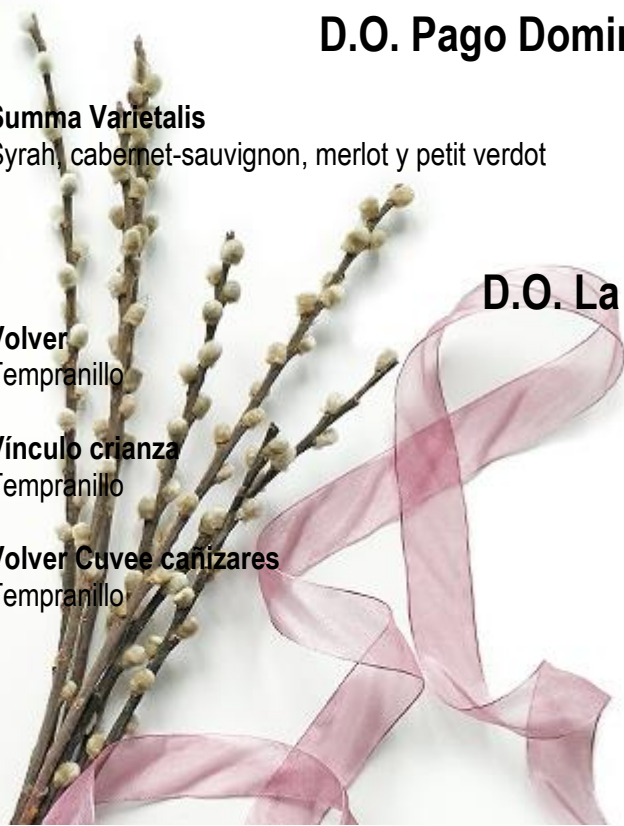 D.O. Pago Domin
Summa Varietalis
Syrah, cabernet-sauvignon, merlot y petit verdot
D.O. La
Volver
Tempranillo
Vínculo crianza
Tempranillo
Volver Cuvee cañizares
Tempranillo